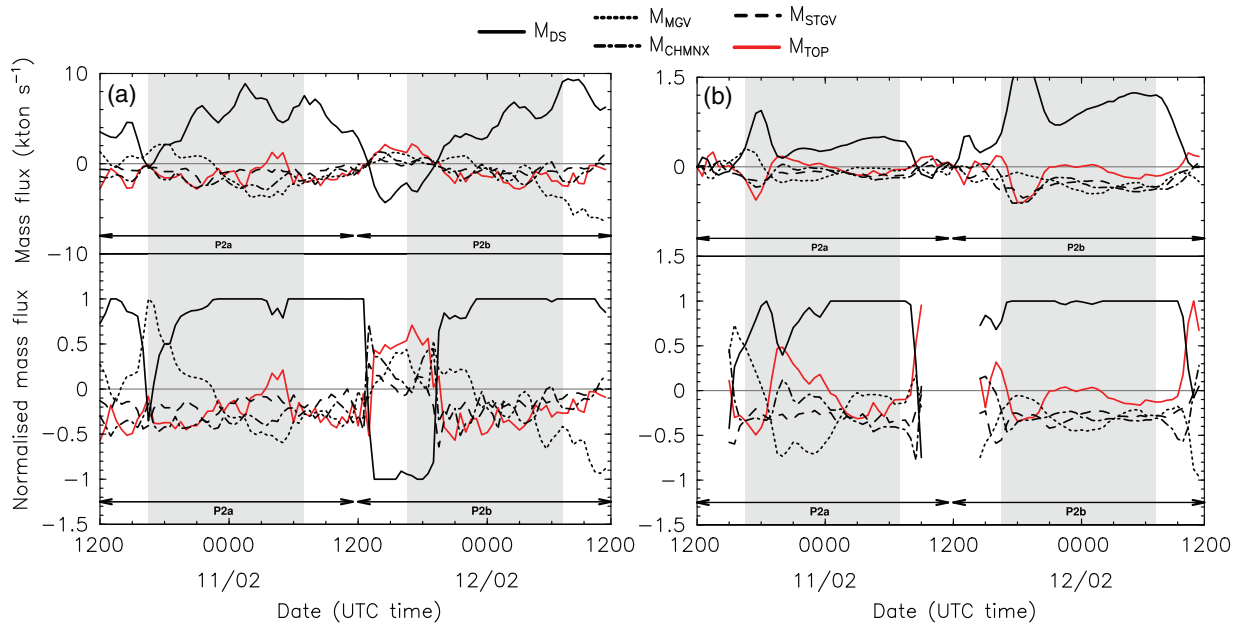 M_DS M_MGV M_STGV
M_CHMNX M_TOP
(a)
Mass flux (kton s⁻¹)
10
0
−10
P2a P2b
Normalised mass flux
1
0.5
0
−0.5
−1
−1.5
P2a P2b
1200 0000 1200 0000 1200
11/02 12/02
Date (UTC time)
(b)
1.5
0
1.5
P2a P2b
1
0.5
0
−0.5
−1
−1.5
P2a P2b
1200 0000 1200 0000 1200
11/02 12/02
Date (UTC time)